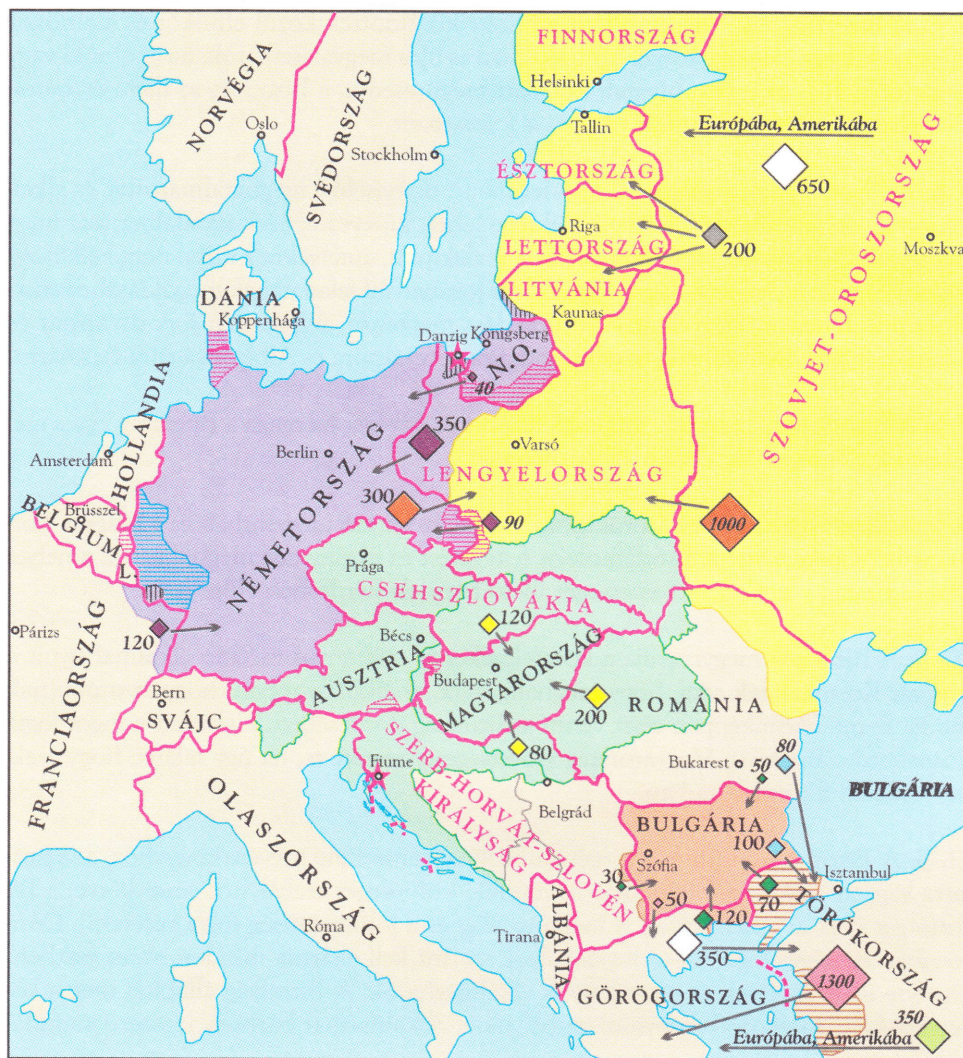 FINNORSZÁG
Helsinki
NORVÉGIA
Oslo
SVÉDORSZÁG
Stockholm
Tallin
Európába, Amerikába
650
ÉSZTORSZÁG
Riga
LETTORSZÁG
200
Moszkva
SZOVJET-OROSZORSZÁG
LITVÁNIA
Kaunas
DÁNIA
Koppenhága
Danzig
Königsberg
N.O.
40
350
HOLLANDIA
Amsterdam
Berlin
NÉMETORSZÁG
Varsó
LENGYELORSZÁG
300
90
1000
BELGIUM
Brüsszel
L.
Prága
CSEHSZLOVÁKIA
120
Párizs
120
FRANCIAORSZÁG
Bécs
AUSZTRIA
Budapest
MAGYARORSZÁG
Bern
SVÁJC
200
ROMÁNIA
80
SZERB-HORVÁT-SZLOVÉN
KIRÁLYSÁG
Fiume
OLASZORSZÁG
Belgrád
Bukarest
50
80
BULGÁRIA
BULGÁRIA
Szófia
100
30
50
70
120
Isztambul
TÖRÖKORSZÁG
Róma
Tirana
ALBÁNIA
350
GÖRÖGORSZÁG
1300
350
Európába, Amerikába